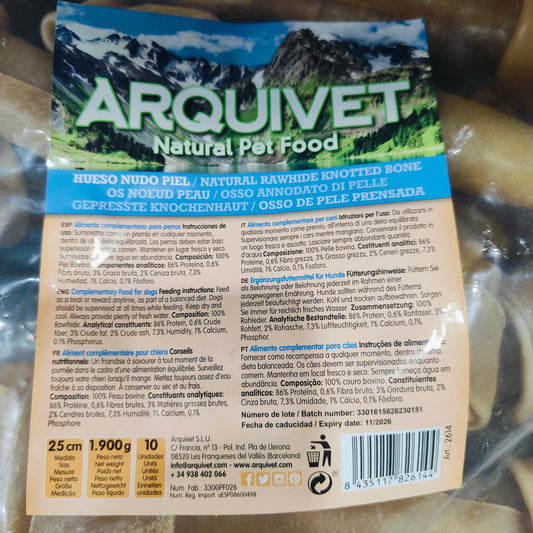 ARQUIVET
Natural Pet Food
HUESO NUDO PIEL / NATURAL RAWHIDE KNOTTED BONE
OS NOEUD PEAU / OSSO ANNODATO DI PELLE
GEPRESSTE KNOCHENHAUT / OSSO DE PELE PRENSADA
ESP Alimento complementario para perros Instrucciones de
uso: Suministrar como un premio en cualquier momento,
dentro de una dieta equilibrada. Los perros deben estar bajo
supervisión al comen. Mantener en lugar fresco y seco.
Suministrar agua en abundancia. Composición: 100%
Piel Bovino. Componentes analíticos: 86% Proteína, 0,6%
Fibra bruta, 3% Grasa bruta, 2% Ceniza bruta, 7,3%
Humedad, 1% Calcio, 0,1% Fósforo.
ENG Complementary Food for dogs Feeding instructions: Feed
as a treat or reward anytime, as part of a balanced diet. Dogs
should be supervised at all times while feeding. Keep dry and
cool. Always provide plenty of fresh water. Composition: 100%
Rawhide. Analytical constituents: 86% Protein, 0,6% Crude
fiber, 3% Crude fat, 2% Crude ash, 7,3% Humidity, 1% Calcium,
0,1% Phosphorus.
FR Aliment complémentaire pour chiens Conseils
nutritionnels: Un friandise à savourer à tout moment de la
journée dans le cadre d'une alimentation équilibrée. Surveillez
toujours votre chien lorsqu'il manger. Mettez toujours assez d'eau
fraîche à sa disposition. À conserver au sec et au frais.
Composition: 100% Peau bovine Constituants analytiques:
86% Protéine, 0,6% Fibres brutes, 3% Matières grasses brutes,
2% Cendres brutes, 7,3% Humidité, 1% Calcium, 0,1%
Phosphore
IT Alimento complementare per cani Istruzioni per l'uso: Da utilizzarsi in
qualsiasi momento come premio, all'interno di una dieta equilibrata.
Supervisionare sempre i cani mentre mangiano. Conservare il prodotto in
un luogo fresco e asciutto. Lasciare sempre abbondante quantità
d'acqua. Composizione: 100% Pelle bovina. Costituenti analitici: 86%
Proteine, 0,6% Fibra grezza, 3% Grasso grezzo, 2% Ceneri grezze, 7,3%
Umidità, 1% Calcio, 0,1% Fosforo.
DE Ergänzungsfuttermittel für Hunde Fütterungshinweise: Füttern Sie
als Belohnung oder Belohnung jederzeit im Rahmen einer
ausgewogenen Ernährung. Hunde sollten während des Fütterns
jederzeit beaufsichtigt werden. Kühl und trocken aufbewahren. Sorgen
Sie immer für reichlich frisches Wasser. Zusammensetzung: 100%
Rohleder. Analytische Bestandteile: 86% Protein, 0,6% Rohfaser, 3%
Rohfett, 2% Rohasche, 7,3% Luftfeuchtigkeit, 1% Calcium, 0,1%
Phosphor.
PT Alimento complementar para cães Instruções de alimentação:
Fornecer como recompensa a qualquer momento, dentro de uma
dieta balanceada. Os cães devem ser supervisionados enquanto
comem. Mantenha em local fresco e seco. Sempre forneça água em
abundância. Composição: 100% couro bovino. Constituintes
analíticos: 86% Proteína, 0,6% Fibra bruta, 3% Gordura bruta, 2%
Cinza bruta, 7,3% Umidade, 1% Cálcio, 0,1% Fósforo.
Número de lote / Batch number: 3301615826230151
Fecha de caducidad / Expiry date: 11/2026
25 cm
Medida
Size
Mesure
Misura
Größe
Medição
1.900g
Peso neto
Net weight
Poids net
Peso netto
Nettogewicht
Peso líquido
10
Unidades
Units
Unités
Unità
Einheiten
unidades
Arquivet S.L.U.
C/ Francia, nº 13 - Pol. Ind. Pla de Llerona
08520 Les Franqueses del Vallès (Barcelona)
info@arquivet.com - www.arquivet.com
+ 34 938 402 066
Num. Fab.: 3300PF026
Num. Reg. Import: αESP08600498
8 435117 826144
Art.: 2614